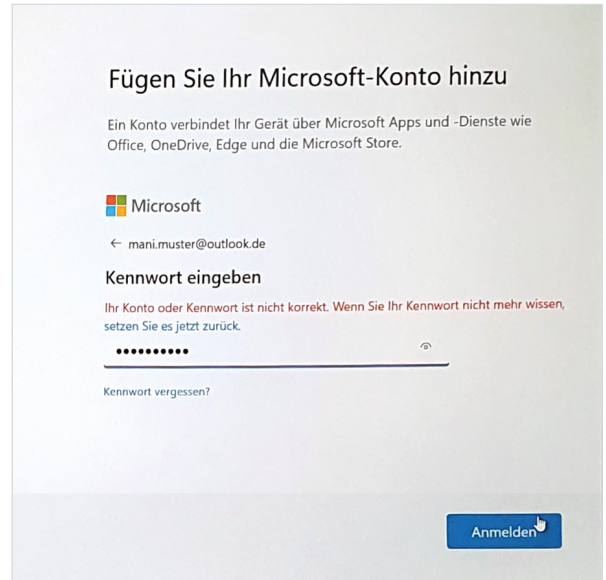 Fügen Sie Ihr Microsoft-Konto hinzu
Ein Konto verbindet Ihr Gerät über Microsoft Apps und -Dienste wie
Office, OneDrive, Edge und die Microsoft Store.
Microsoft
← mani.muster@outlook.de
Kennwort eingeben
Ihr Konto oder Kennwort ist nicht korrekt. Wenn Sie Ihr Kennwort nicht mehr wissen,
setzen Sie es jetzt zurück.
••••••••••
Kennwort vergessen?
Anmelden